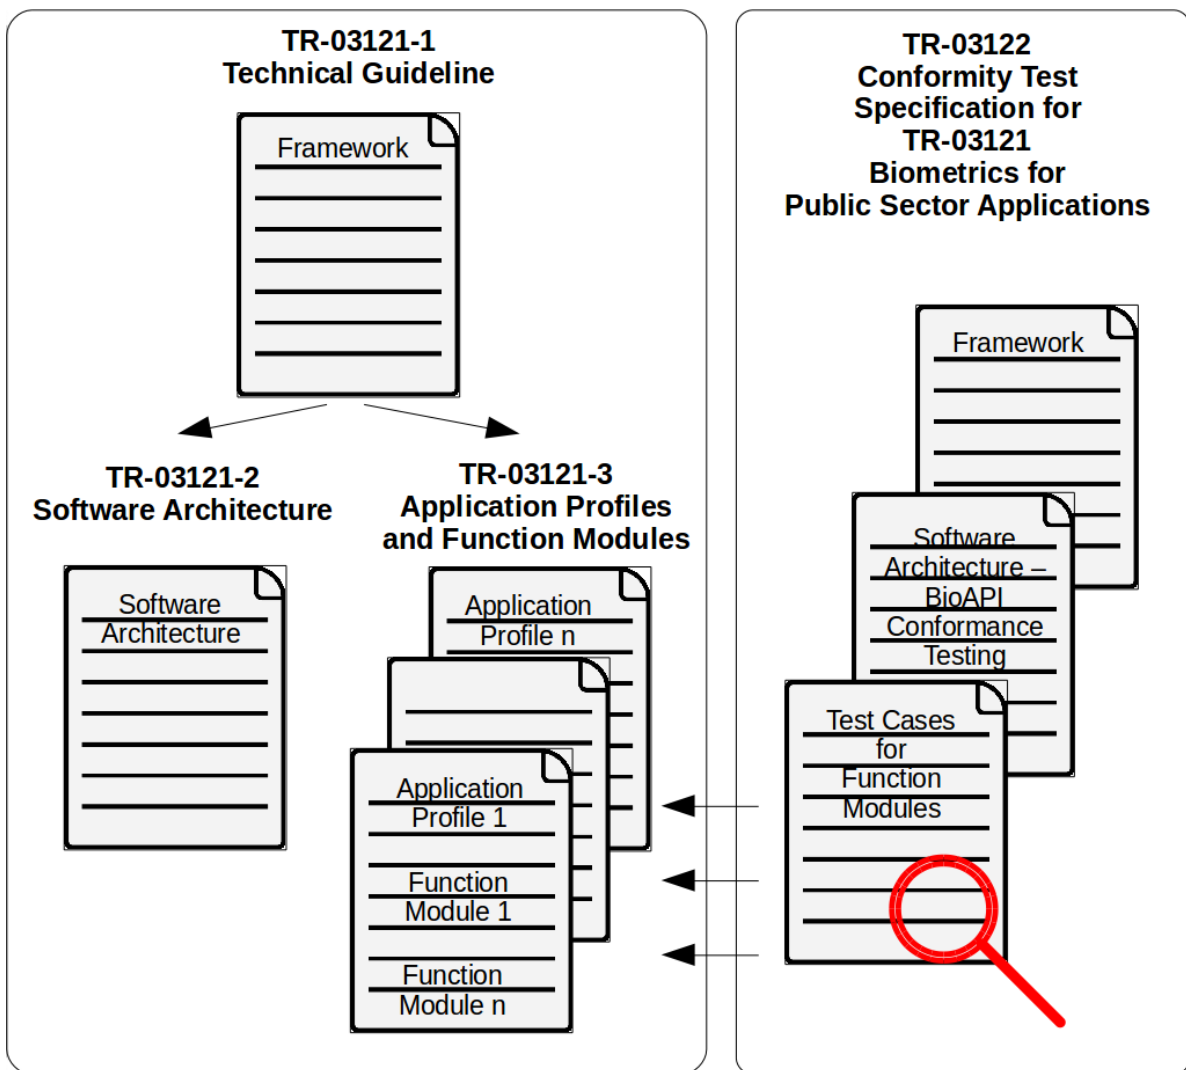 TR-03121-1
Technical Guideline
Framework
TR-03121-2
Software Architecture
Software
Architecture
TR-03121-3
Application Profiles
and Function Modules
Application
Profile n
Application
Profile 1
Function
Module 1
Function
Module n
TR-03122
Conformity Test
Specification for
TR-03121
Biometrics for
Public Sector Applications
Framework
Software
Architecture –
BioAPI
Conformance
Testing
Test Cases
for
Function
Modules